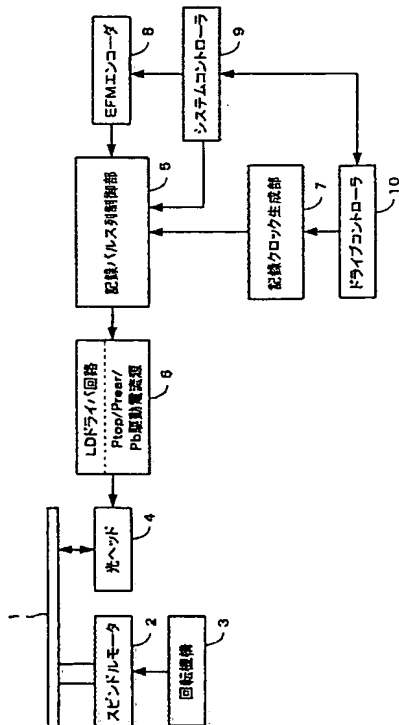 1
スピンドルモータ
2
回転機構
3
光ヘッド
4
LDドライバ回路
Ptop/Prear/
Pb駆動電流源
6
記録パルス列制御部
5
EFMエンコーダ
8
システムコントローラ
9
記録クロック生成部
7
ドライブコントローラ
10